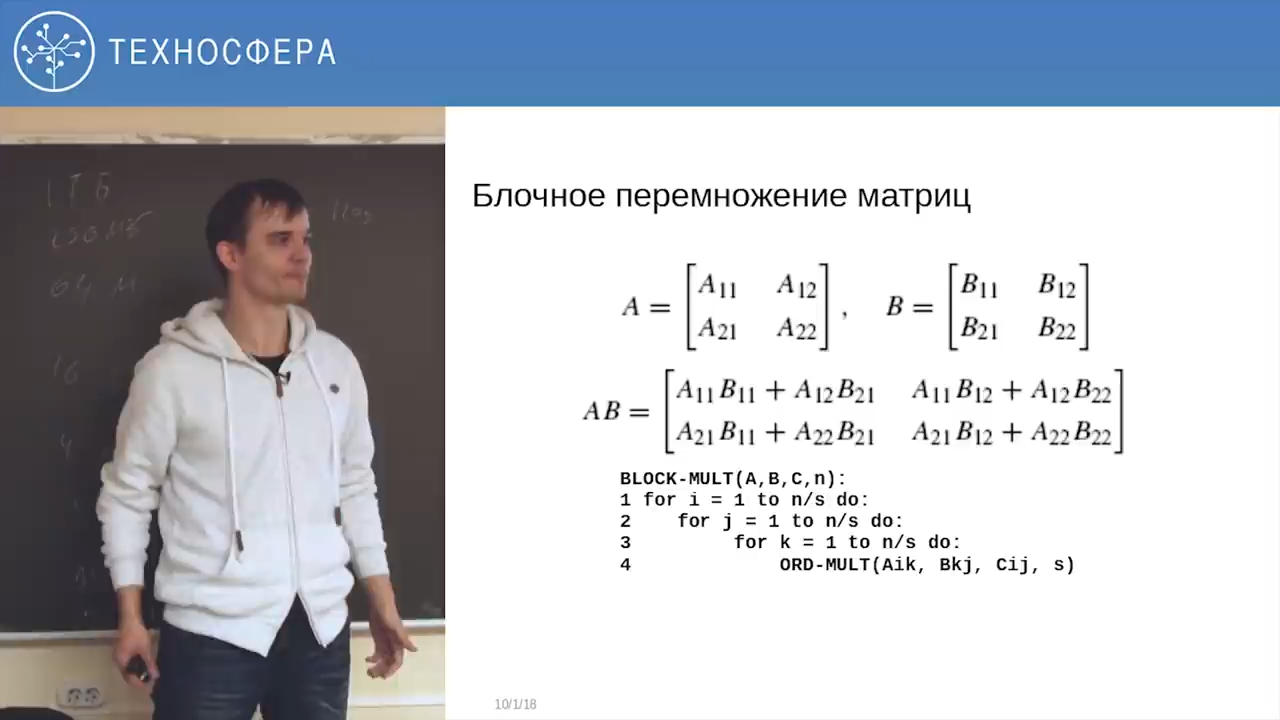 ТЕХНОСФЕРА
1 Г Б
256 МБ
64 М
16
4
Блочное перемножение матриц
A = [ A11 A12 ; A21 A22 ] , B = [ B11 B12 ; B21 B22 ]
AB = [ A11B11 + A12B21 A11B12 + A12B22 ; A21B11 + A22B21 A21B12 + A22B22 ]
BLOCK-MULT(A,B,C,n):
1 for i = 1 to n/s do:
2 for j = 1 to n/s do:
3 for k = 1 to n/s do:
4 ORD-MULT(Aik, Bkj, Cij, s)
10/1/18